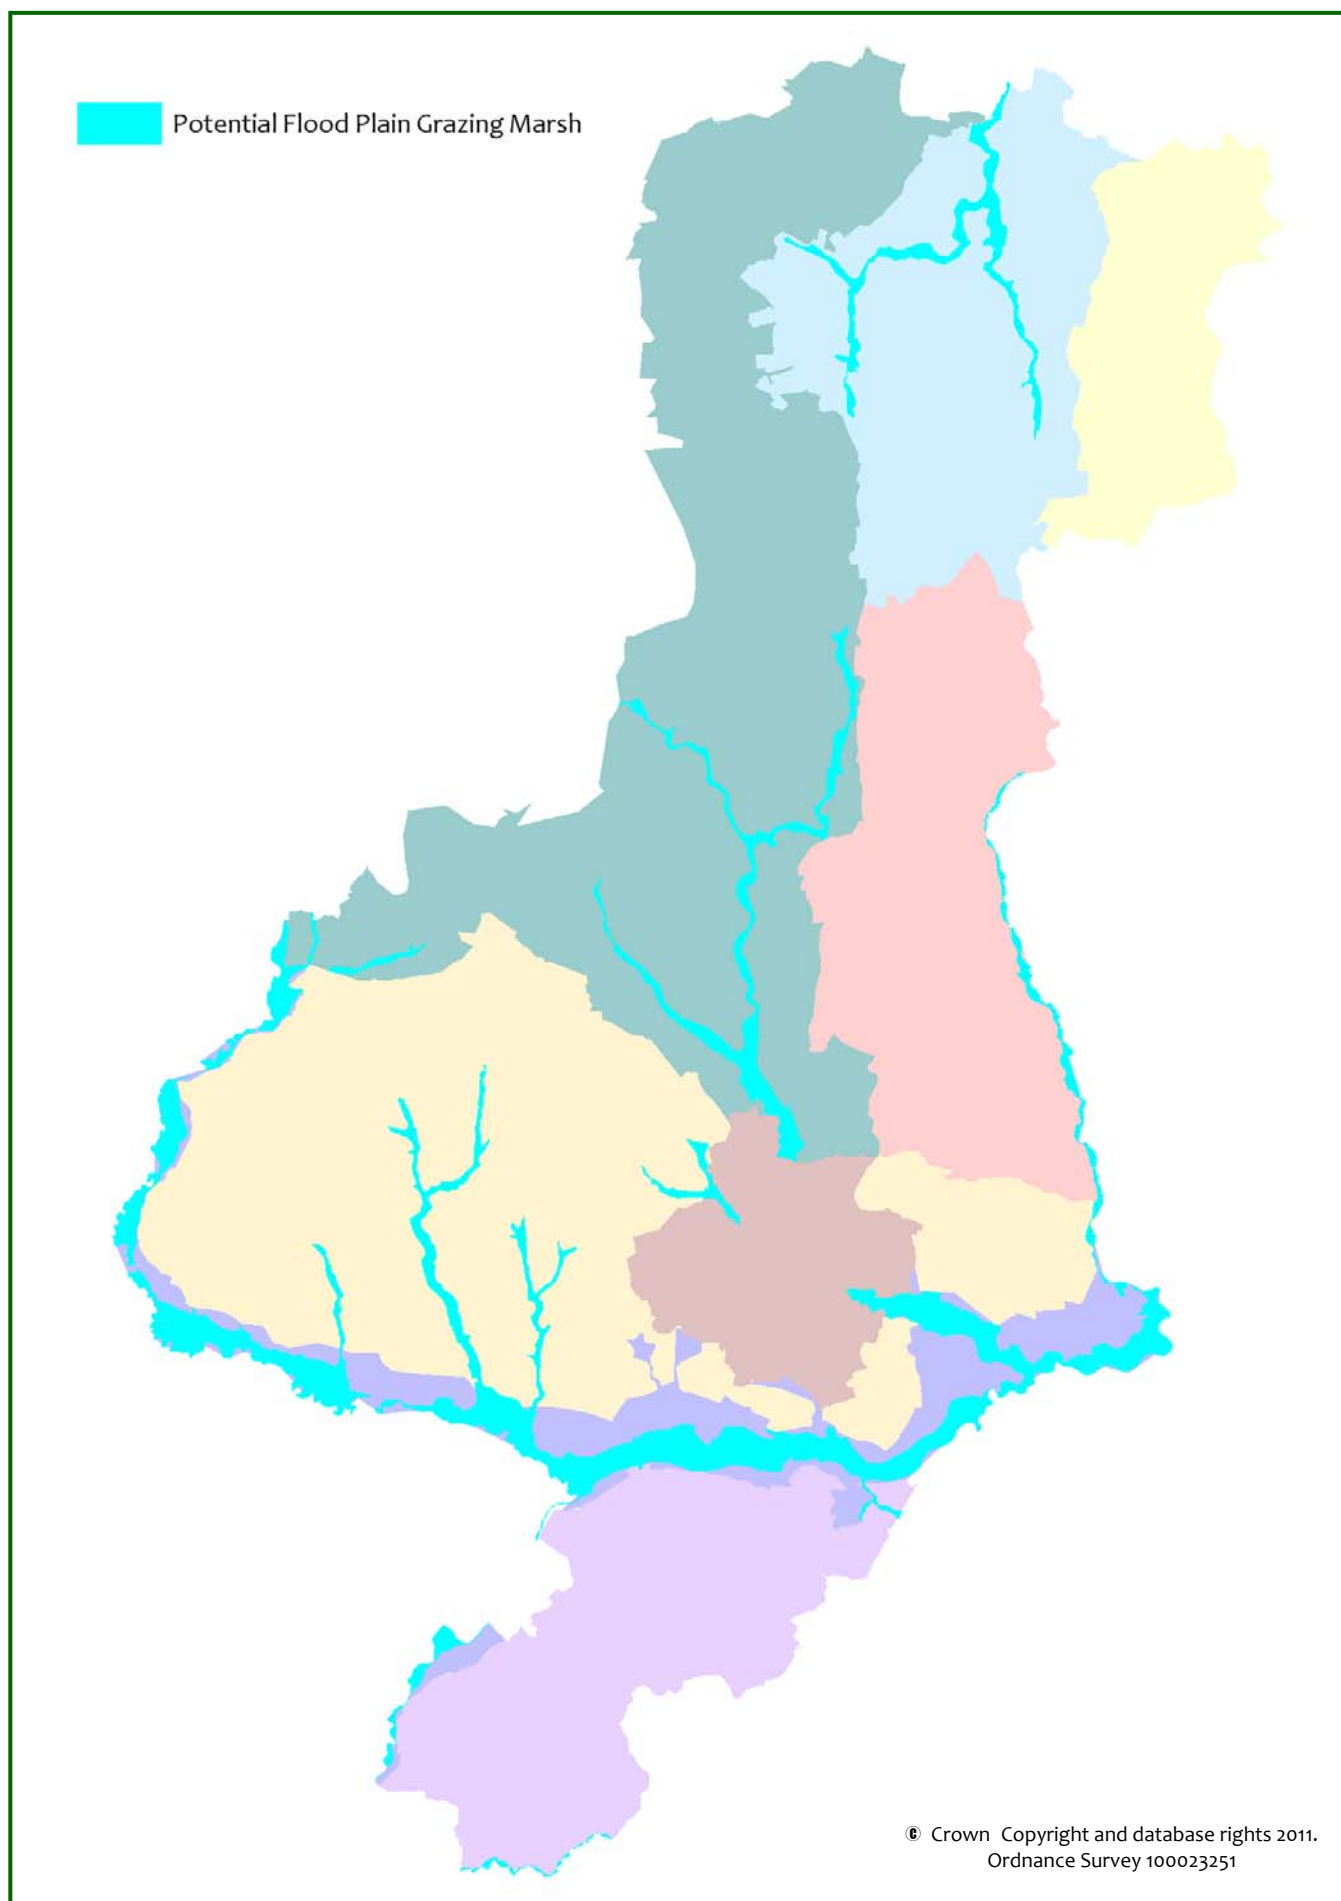 Potential Flood Plain Grazing Marsh
© Crown Copyright and database rights 2011.
Ordnance Survey 100023251